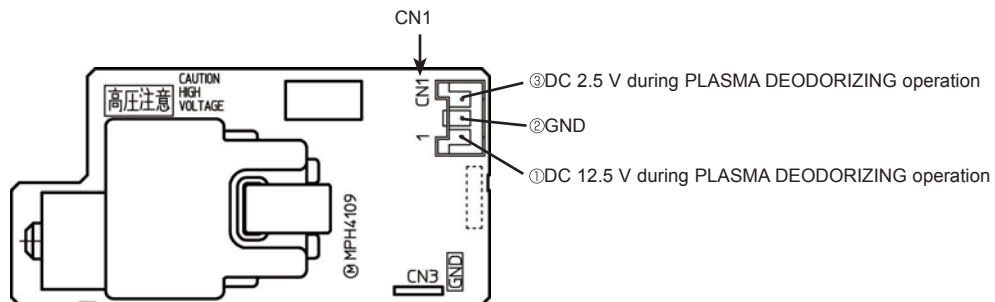 CN1
CAUTION
HIGH
VOLTAGE
高圧注意
CN1
1
③DC 2.5 V during PLASMA DEODORIZING operation
②GND
①DC 12.5 V during PLASMA DEODORIZING operation
Ⓜ MPH4109
CN3
GND